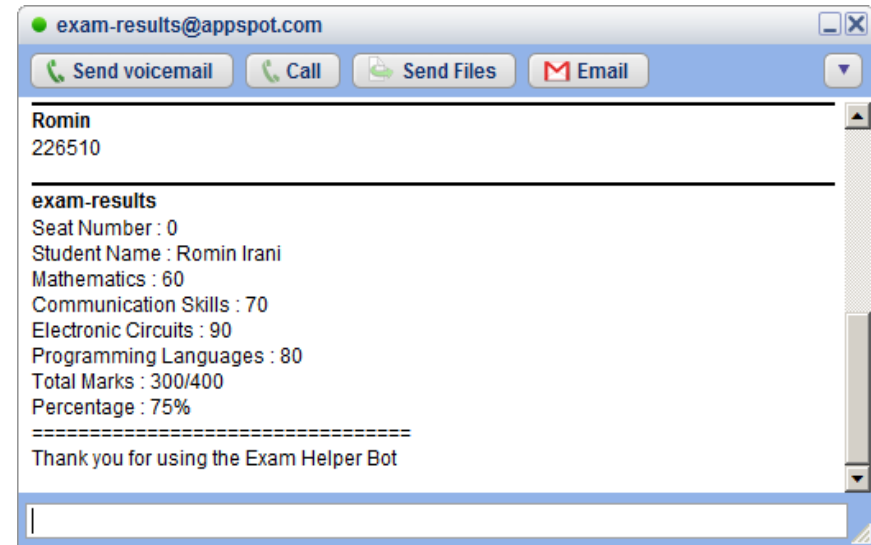 exam-results@appspot.com
Send voicemail
Call
Send Files
Email
Romin
226510
exam-results
Seat Number : 0
Student Name : Romin Irani
Mathematics : 60
Communication Skills : 70
Electronic Circuits : 90
Programming Languages : 80
Total Marks : 300/400
Percentage : 75%
=================================
Thank you for using the Exam Helper Bot